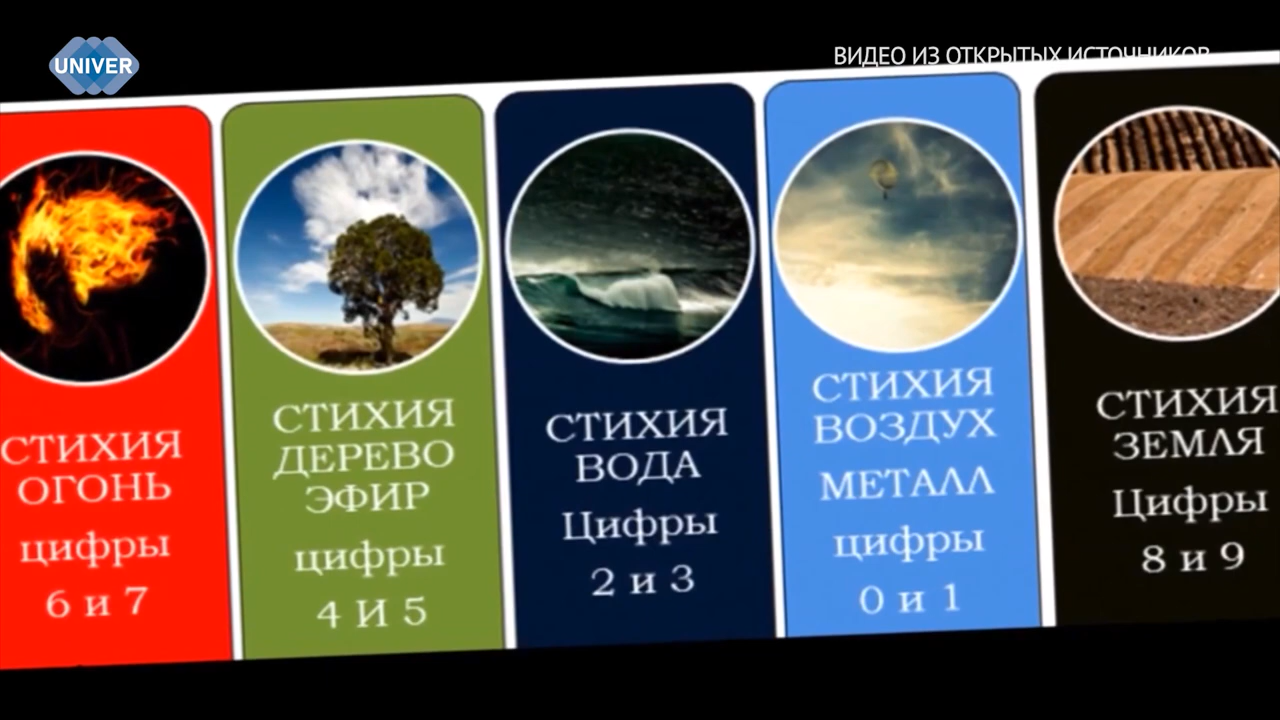 UNIVER
ВИДЕО ИЗ ОТКРЫТЫХ ИСТОЧНИКОВ
СТИХИЯ
ОГОНЬ
цифры
6 и 7
СТИХИЯ
ДЕРЕВО
ЭФИР
цифры
4 И 5
СТИХИЯ
ВОДА
Цифры
2 и 3
СТИХИЯ
ВОЗДУХ
МЕТАЛЛ
цифры
0 и 1
СТИХИЯ
ЗЕМЛЯ
Цифры
8 и 9